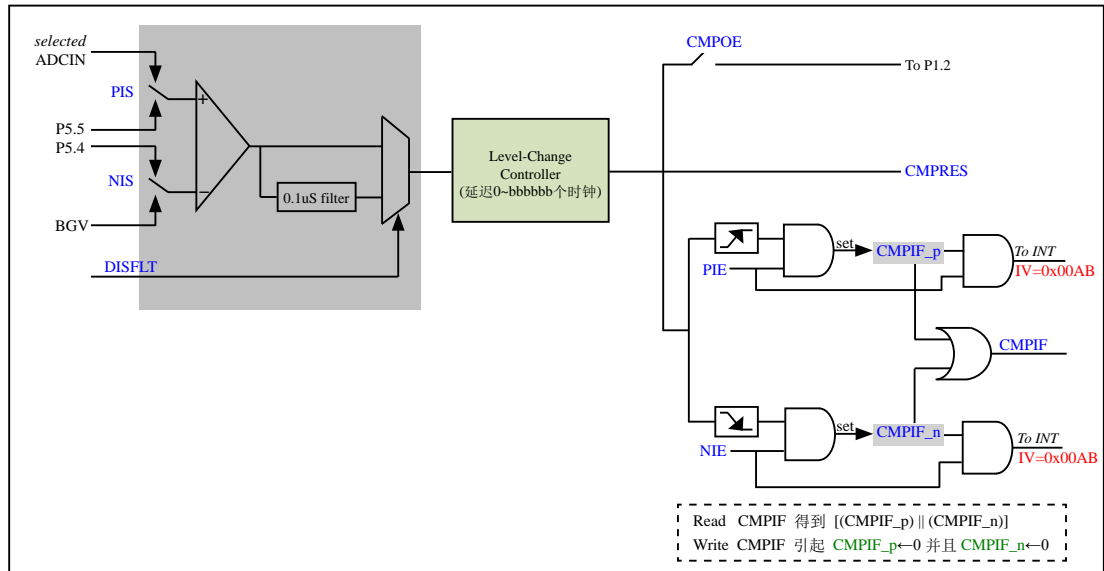 selected
ADCIN
PIS
P5.5
P5.4
NIS
BGV
DISFLT
+
−
0.1uS filter
Level-Change
Controller
(延迟0~bbbbbb个时钟)
CMPOE
To P1.2
CMPRES
PIE
set
CMPIF_p
To INT
IV=0x00AB
CMPIF
NIE
set
CMPIF_n
To INT
IV=0x00AB
Read CMPIF 得到 [(CMPIF_p) || (CMPIF_n)]
Write CMPIF 引起 CMPIF_p←0 并且 CMPIF_n←0